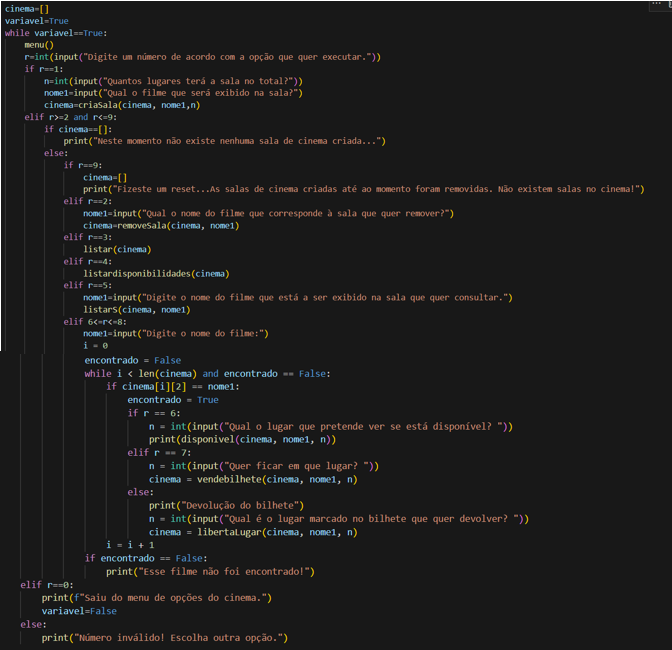 cinema=[]
variavel=True
while variavel==True:
    menu()
    r=int(input("Digite um número de acordo com a opção que quer executar."))
    if r==1:
        n=int(input("Quantos lugares terá a sala no total?"))
        nome1=input("Qual o filme que será exibido na sala?")
        cinema=criaSala(cinema, nome1,n)
    elif r>=2 and r<=9:
        if cinema==[]:
            print("Neste momento não existe nenhuma sala de cinema criada...")
        else:
            if r==9:
                cinema=[]
                print("Fizeste um reset...As salas de cinema criadas até ao momento foram removidas. Não existem salas no cinema!")
            elif r==2:
                nome1=input("Qual o nome do filme que corresponde à sala que quer remover?")
                cinema=removeSala(cinema, nome1)
            elif r==3:
                listar(cinema)
            elif r==4:
                listardisponibilidades(cinema)
            elif r==5:
                nome1=input("Digite o nome do filme que está a ser exibido na sala que quer consultar.")
                listarS(cinema, nome1)
            elif 6<=r<=8:
                nome1=input("Digite o nome do filme:")
                i = 0
                encontrado = False
                while i < len(cinema) and encontrado == False:
                    if cinema[i][2] == nome1:
                        encontrado = True
                        if r == 6:
                            n = int(input("Qual o lugar que pretende ver se está disponível? "))
                            print(disponivel(cinema, nome1, n))
                        elif r == 7:
                            n = int(input("Quer ficar em que lugar? "))
                            cinema = vendebilhete(cinema, nome1, n)
                        else:
                            print("Devolução do bilhete")
                            n = int(input("Qual é o lugar marcado no bilhete que quer devolver? "))
                            cinema = libertaLugar(cinema, nome1, n)
                    i = i + 1
                if encontrado == False:
                    print("Esse filme não foi encontrado!")
    elif r==0:
        print(f"Saiu do menu de opções do cinema.")
        variavel=False
    else:
        print("Número inválido! Escolha outra opção.")